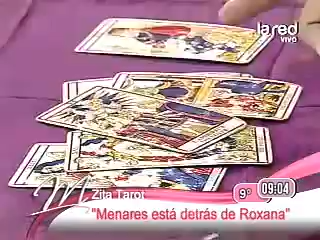 la red
vivo
Zita Tarot
9°
09:04
"Menares está detrás de Roxana"